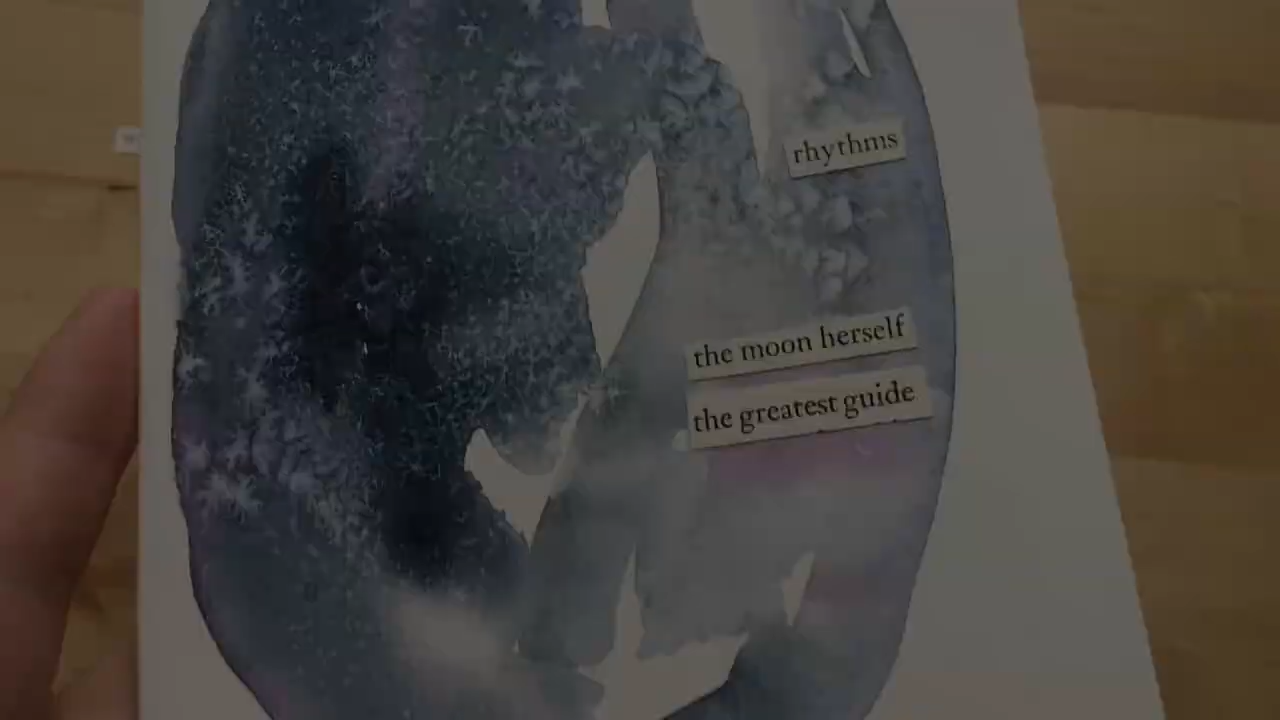 rhythms
the moon herself
the greatest guide